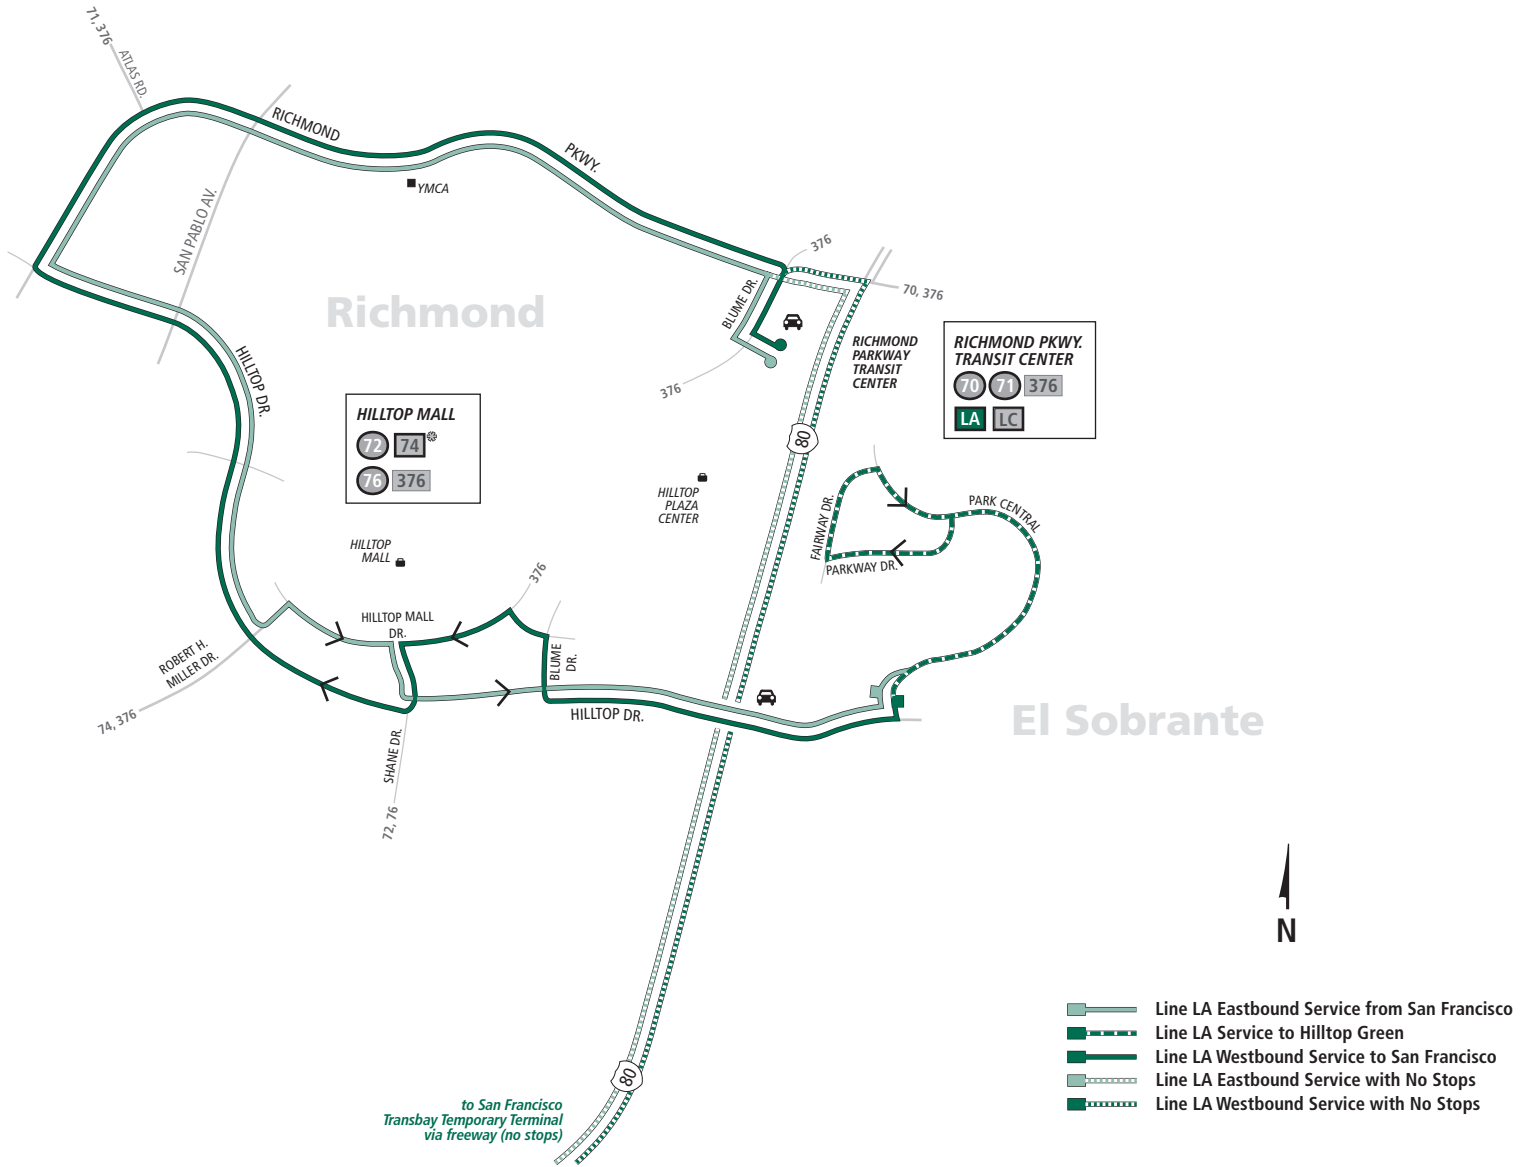 71, 376
ATLAS RD.
RICHMOND
PKWY.
YMCA
SAN PABLO AV.
376
70, 376
BLUME DR.
Richmond
RICHMOND
PARKWAY
TRANSIT
CENTER
RICHMOND PKWY.
TRANSIT CENTER
70 71 376
LA LC
376
HILLTOP DR.
HILLTOP MALL
72 74
76 376
80
HILLTOP
PLAZA
CENTER
FAIRWAY DR.
PARK CENTRAL
PARKWAY DR.
HILLTOP
MALL
376
HILLTOP MALL
DR.
BLUME
DR.
ROBERT H.
MILLER DR.
74, 376
HILLTOP DR.
El Sobrante
SHANE DR.
72, 76
N
80
Line LA Eastbound Service from San Francisco
Line LA Service to Hilltop Green
Line LA Westbound Service to San Francisco
Line LA Eastbound Service with No Stops
Line LA Westbound Service with No Stops
to San Francisco
Transbay Temporary Terminal
via freeway (no stops)